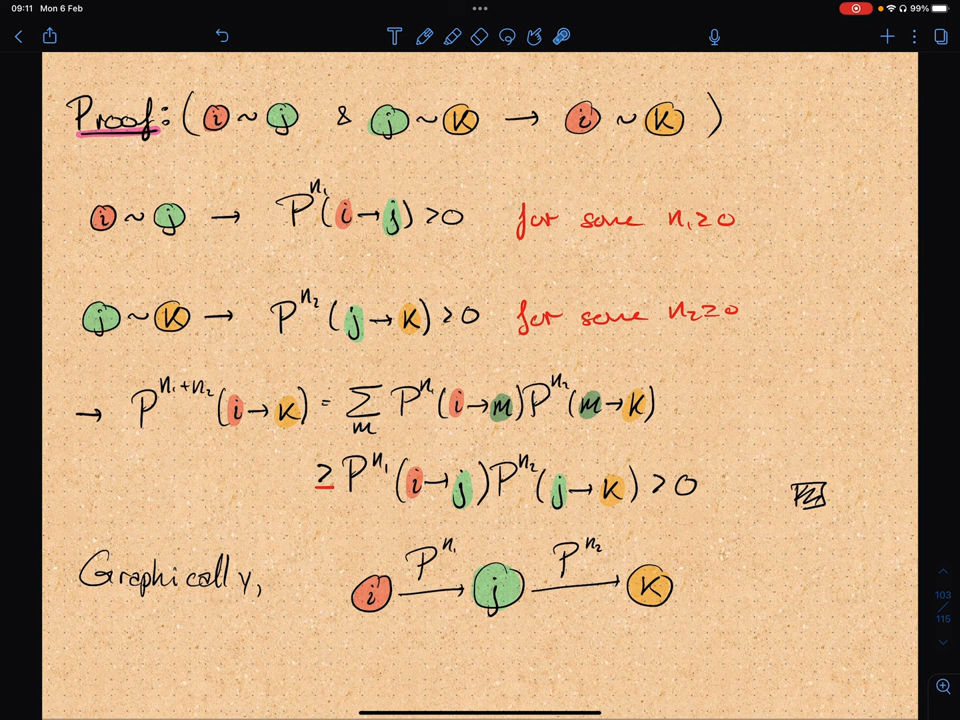 09:11 Mon 6 Feb
99%
Proof: ( i ~ j & j ~ K → i ~ K )
i ~ j → P^n₁(i → j) > 0 for some n₁ ≥ 0
j ~ K → P^n₂(j → K) > 0 for some n₂ ≥ 0
→ P^n₁+n₂(i → K) = ∑_m P^n₁(i → m) P^n₂(m → K)
≥ P^n₁(i → j) P^n₂(j → K) > 0
Graphically, i P^n₁ → j P^n₂ → K
103
/
115